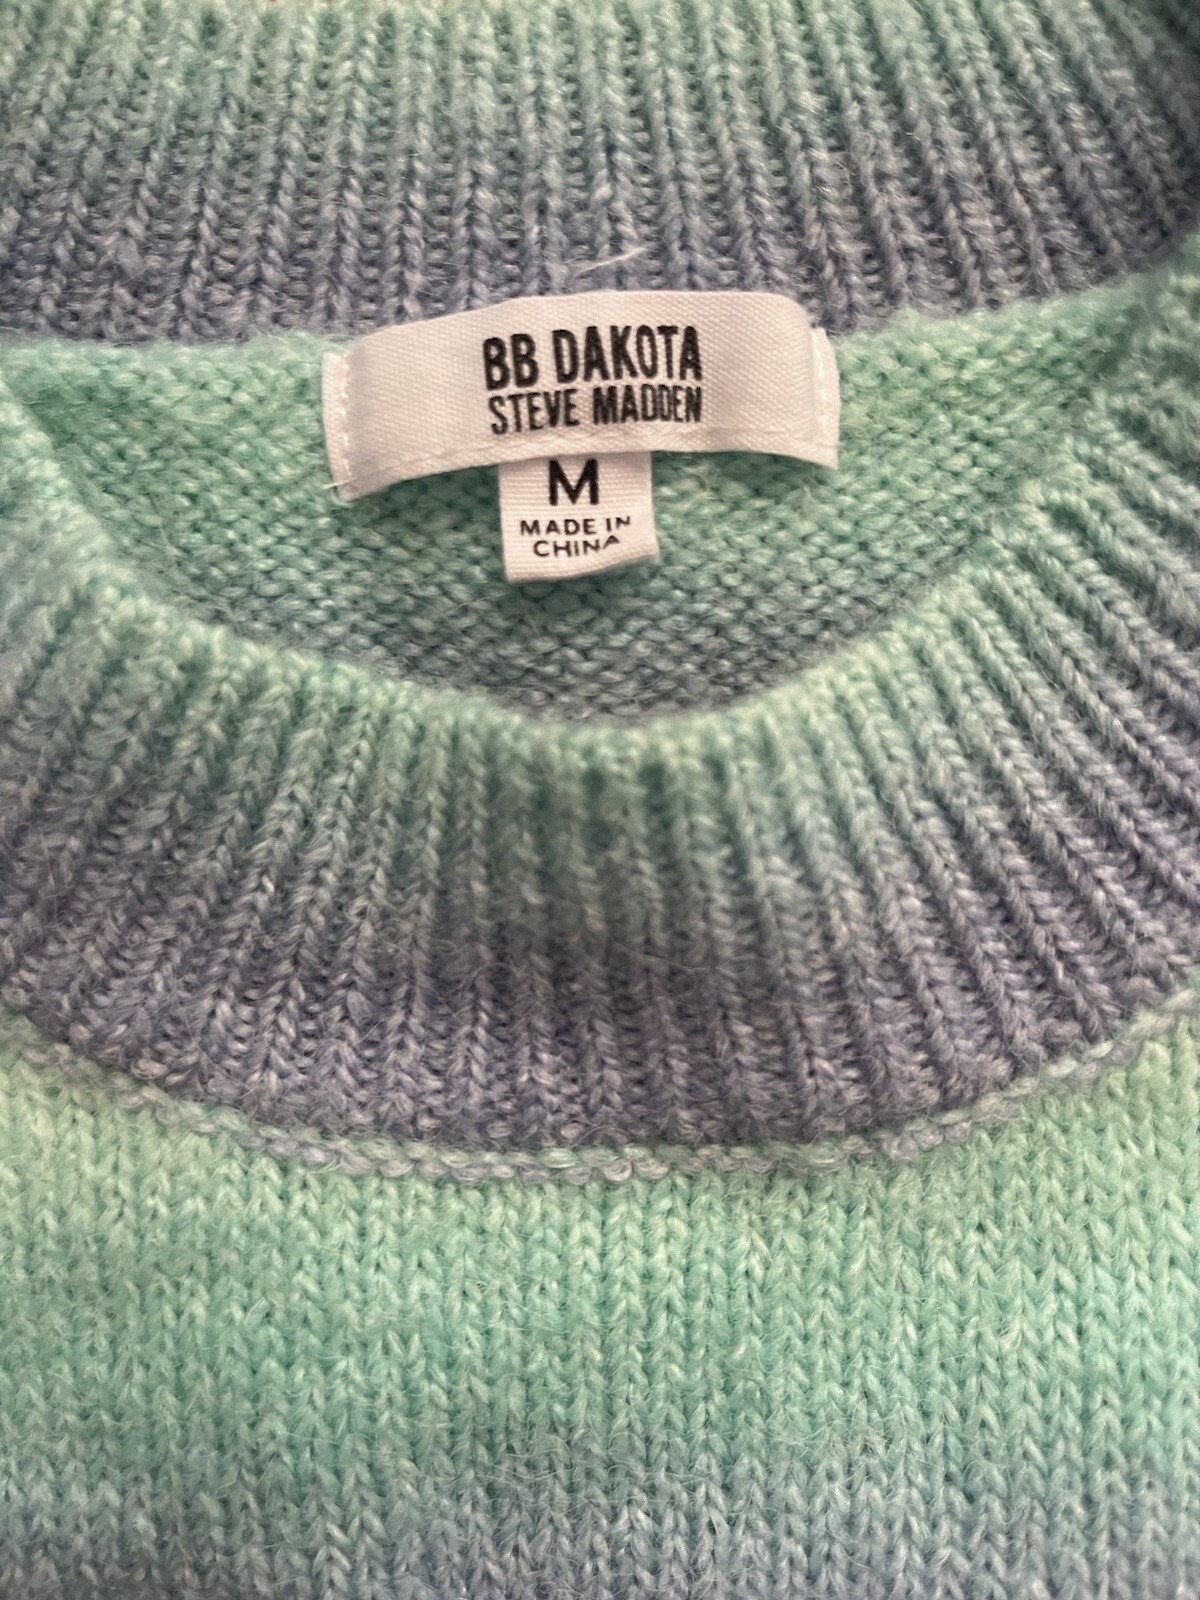 BB DAKOTA
STEVE MADDEN
M
MADE IN
CHINA